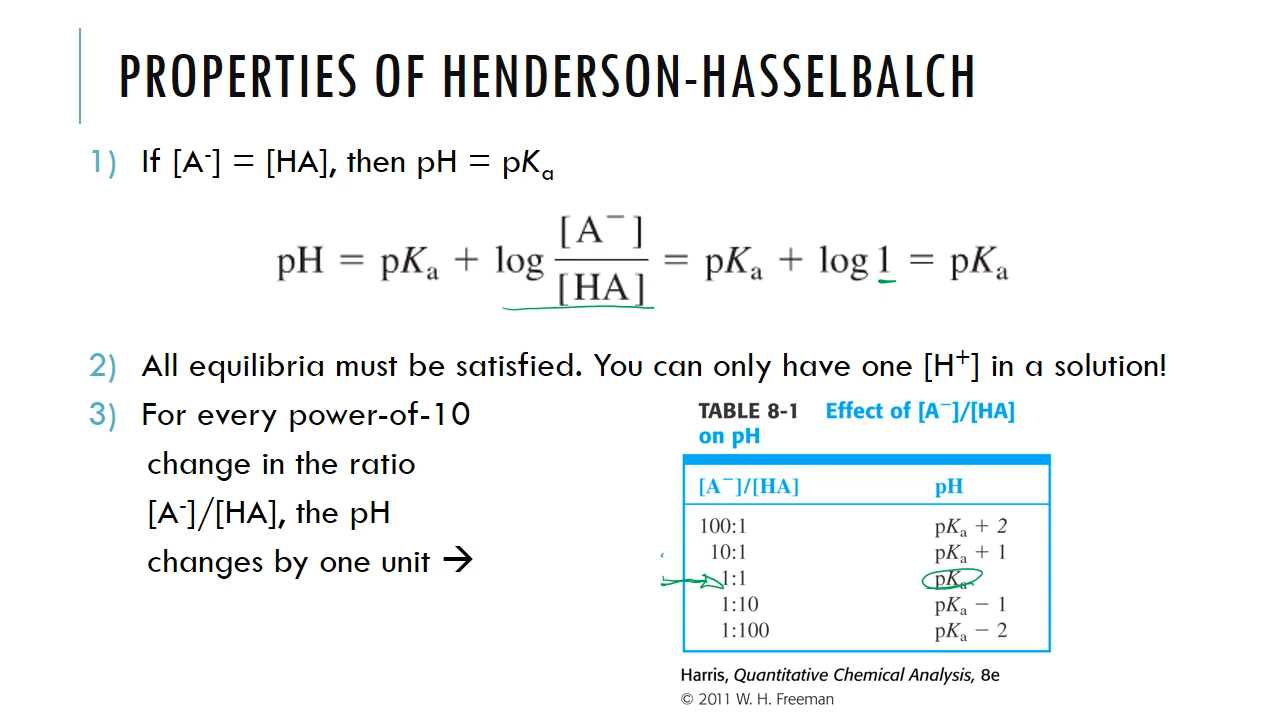 PROPERTIES OF HENDERSON-HASSELBALCH
1) If [A⁻] = [HA], then pH = pKₐ
pH = pKₐ + log [A⁻]/[HA] = pKₐ + log 1 = pKₐ
2) All equilibria must be satisfied. You can only have one [H⁺] in a solution!
3) For every power-of-10
change in the ratio
[A⁻]/[HA], the pH
changes by one unit →
TABLE 8-1 Effect of [A⁻]/[HA]
on pH
[A⁻]/[HA] pH
100:1 pKₐ + 2
10:1 pKₐ + 1
1:1 pKₐ
1:10 pKₐ − 1
1:100 pKₐ − 2
Harris, Quantitative Chemical Analysis, 8e
© 2011 W. H. Freeman